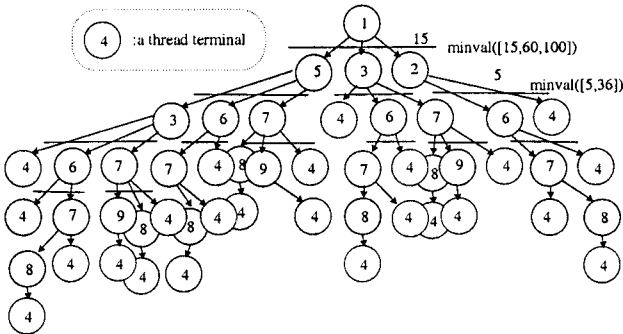 1
4 :a thread terminal
15 minval([15,60,100])
5 3 2 5 minval([5,36])
3 6 7 4 6 7 6 4
4 6 7 7 4 8 9 4 7 4 8 9 4 7 4
4 7 9 8 4 8 4 4 4 8 4 4 4 4 8
8 4 4 4 4 4 4
4